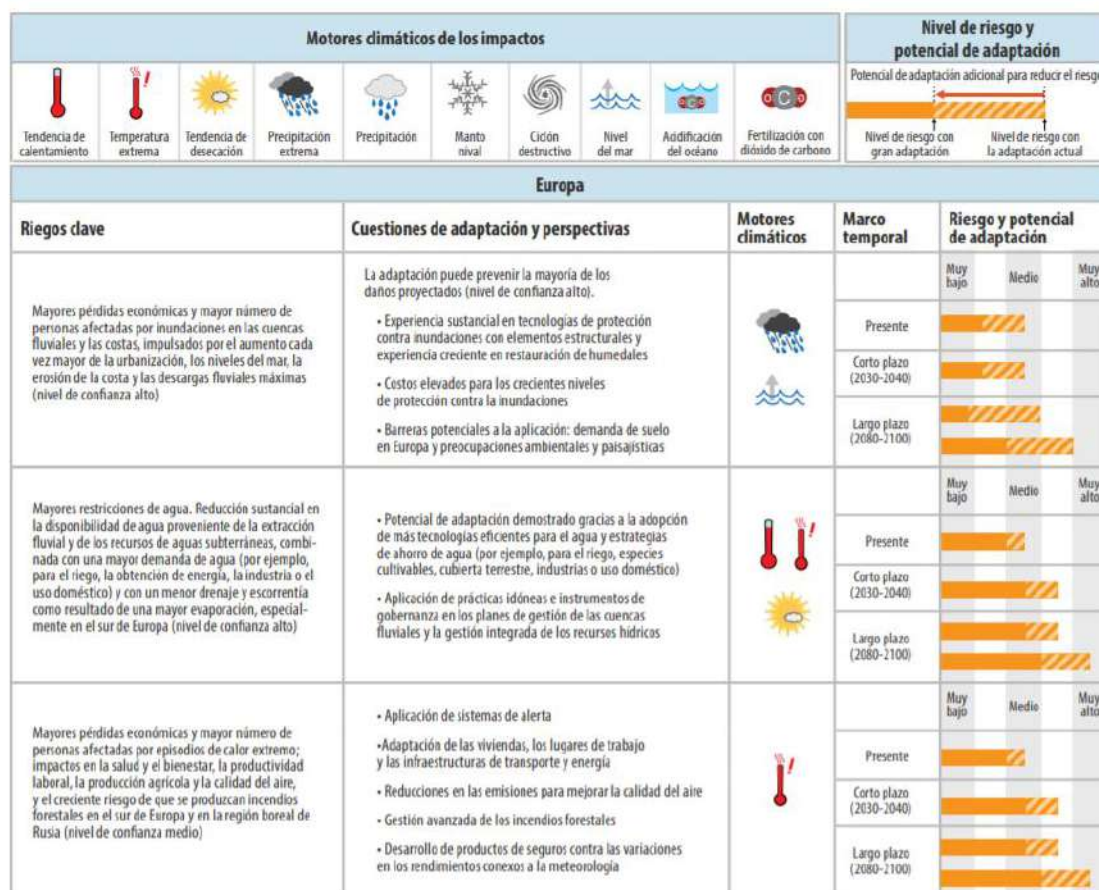 Motores climáticos de los impactos
Tendencia de
calentamiento
Temperatura
extrema
Tendencia de
desecación
Precipitación
extrema
Precipitación
Manto
nival
Ciclón
destructivo
Nivel
del mar
Acidificación
del océano
Fertilización con
dióxido de carbono
Nivel de riesgo y
potencial de adaptación
Potencial de adaptación adicional para reducir el riesgo
Nivel de riesgo con
gran adaptación
Nivel de riesgo con
la adaptación actual
Europa
Riegos clave
Cuestiones de adaptación y perspectivas
Motores
climáticos
Marco
temporal
Riesgo y potencial
de adaptación
Mayores pérdidas económicas y mayor número de
personas afectadas por inundaciones en las cuencas
fluviales y las costas, impulsados por el aumento cada
vez mayor de la urbanización, los niveles del mar, la
erosión de la costa y las descargas fluviales máximas
(nivel de confianza alto)
La adaptación puede prevenir la mayoría de los
daños proyectados (nivel de confianza alto).
• Experiencia sustancial en tecnologías de protección
contra inundaciones con elementos estructurales y
experiencia creciente en restauración de humedales
• Costos elevados para los crecientes niveles
de protección contra la inundaciones
• Barreras potenciales a la aplicación: demanda de suelo
en Europa y preocupaciones ambientales y paisajísticas
Muy
bajo
Medio
Muy
alto
Presente
Corto plazo
(2030-2040)
Largo plazo
(2080-2100)
Mayores restricciones de agua. Reducción sustancial en
la disponibilidad de agua proveniente de la extracción
fluvial y de los recursos de aguas subterráneas, combi-
nada con una mayor demanda de agua (por ejemplo,
para el riego, la obtención de energía, la industria o el
uso doméstico) y con un menor drenaje y escorrentía
como resultado de una mayor evaporación, especial-
mente en el sur de Europa (nivel de confianza alto)
• Potencial de adaptación demostrado gracias a la adopción
de más tecnologías eficientes para el agua y estrategias
de ahorro de agua (por ejemplo, para el riego, especies
cultivables, cubierta terrestre, industrias o uso doméstico)
• Aplicación de prácticas idóneas e instrumentos de
gobernanza en los planes de gestión de las cuencas
fluviales y la gestión integrada de los recursos hídricos
Muy
bajo
Medio
Muy
alto
Presente
Corto plazo
(2030-2040)
Largo plazo
(2080-2100)
Mayores pérdidas económicas y mayor número de
personas afectadas por episodios de calor extremo;
impactos en la salud y el bienestar, la productividad
laboral, la producción agrícola y la calidad del aire,
y el creciente riesgo de que se produzcan incendios
forestales en el sur de Europa y en la región boreal de
Rusia (nivel de confianza medio)
• Aplicación de sistemas de alerta
•Adaptación de las viviendas, los lugares de trabajo
y las infraestructuras de transporte y energía
• Reducciones en las emisiones para mejorar la calidad del aire
• Gestión avanzada de los incendios forestales
• Desarrollo de productos de seguros contra las variaciones
en los rendimientos conexos a la meteorología
Muy
bajo
Medio
Muy
alto
Presente
Corto plazo
(2030-2040)
Largo plazo
(2080-2100)